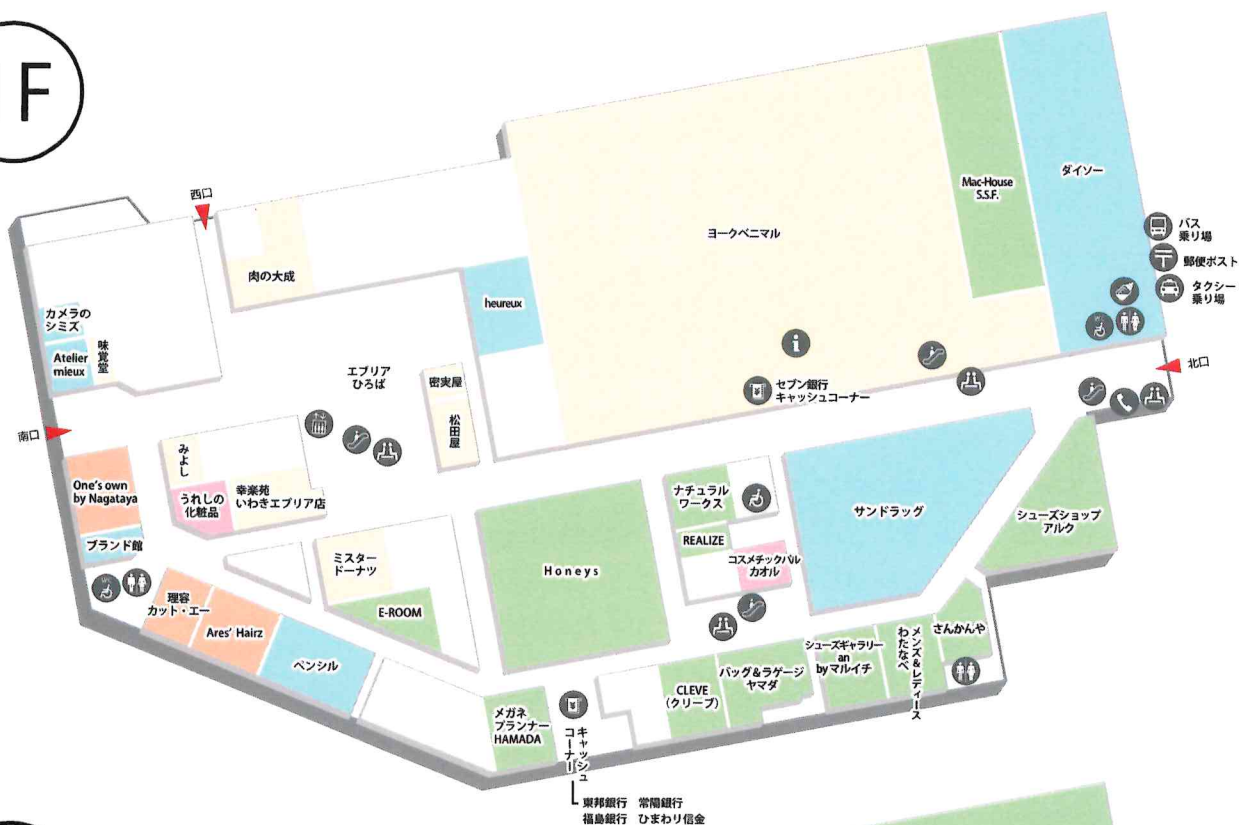 F
西口
肉の大成
カメラの
シミズ
Atelier
mieux
味覚堂
heureux
ヨークベニマル
Mac-House
S.S.F.
ダイソー
バス
乗り場
郵便ポスト
タクシー
乗り場
北口
エブリア
ひろば
密実屋
松田屋
セブン銀行
キャッシュコーナー
南口
One's own
by Nagataya
ブランド館
みよし
うれしの
化粧品
幸楽苑
いわきエブリア店
ミスター
ドーナツ
E-ROOM
Honeys
ナチュラル
ワークス
REALIZE
コスメチックパル
カオル
サンドラッグ
シューズショップ
アルク
理容
カット・エー
Ares' Hairz
ペンシル
メガネ
プランナー
HAMADA
キャッシュ
コーナー
東邦銀行 常陽銀行
福島銀行 ひまわり信金
CLEVE
(クリーブ)
バッグ&ラゲージ
ヤマダ
シューズギャラリー
an
byマルイチ
メンズ&レディース
わたなべ
さんかんや